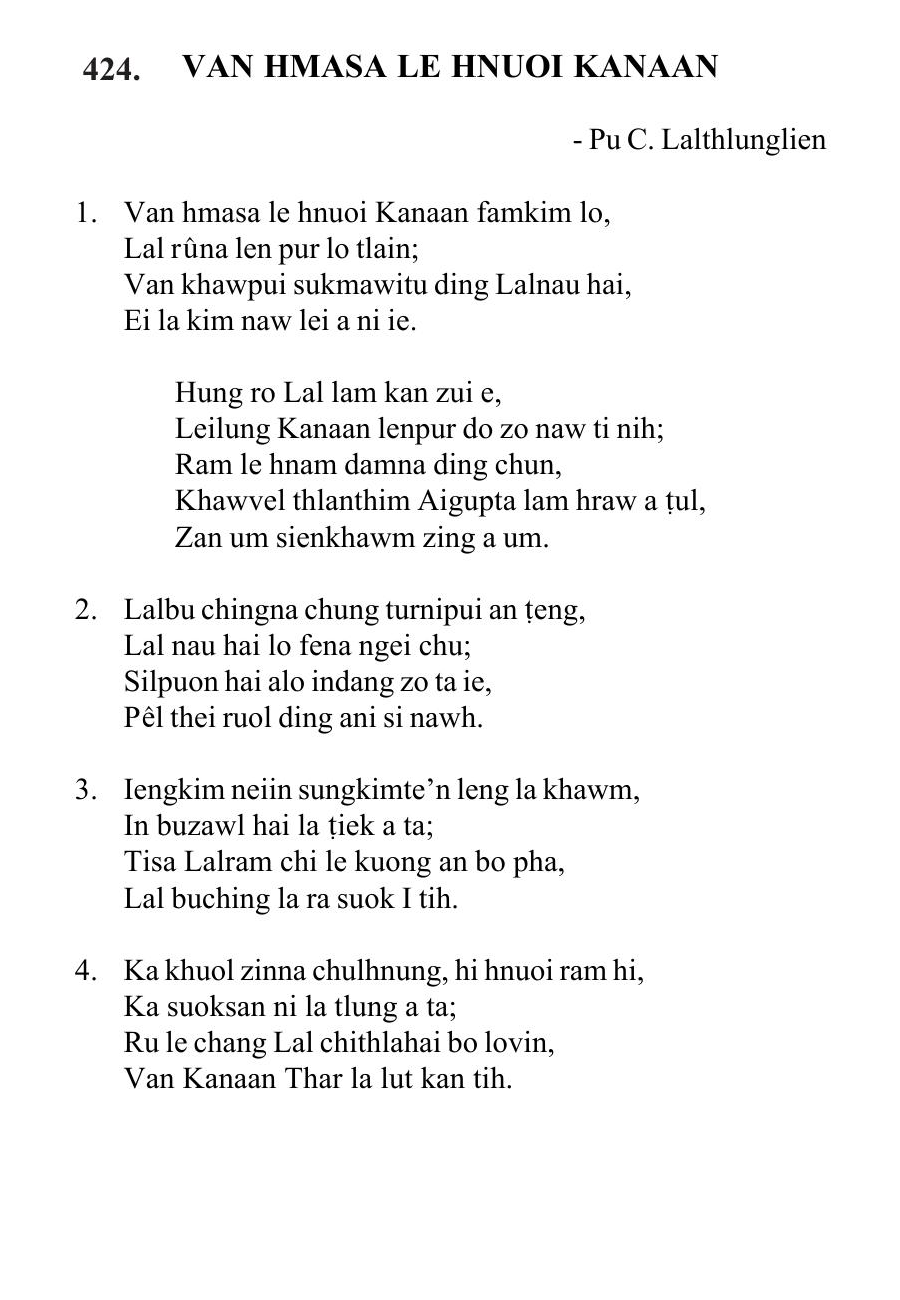 424. VAN HMASA LE HNUOI KANAAN
- Pu C. Lalthlunglien
1. Van hmasa le hnuoi Kanaan famkim lo,
Lal rûna len pur lo tlain;
Van khawpui sukmawitu ding Lalnau hai,
Ei la kim naw lei a ni ie.
Hung ro Lal lam kan zui e,
Leilung Kanaan lenpur do zo naw ti nih;
Ram le hnam damna ding chun,
Khawvel thlanthim Aigupta lam hraw a ṭul,
Zan um sienkhawm zing a um.
2. Lalbu chingna chung turnipui an ṭeng,
Lal nau hai lo fena ngei chu;
Silpuon hai alo indang zo ta ie,
Pêl thei ruol ding ani si nawh.
3. Iengkim neiin sungkimte’n leng la khawm,
In buzawl hai la ṭiek a ta;
Tisa Lalram chi le kuong an bo pha,
Lal buching la ra suok I tih.
4. Ka khuol zinna chulhnung, hi hnuoi ram hi,
Ka suoksan ni la tlung a ta;
Ru le chang Lal chithlahai bo lovin,
Van Kanaan Thar la lut kan tih.